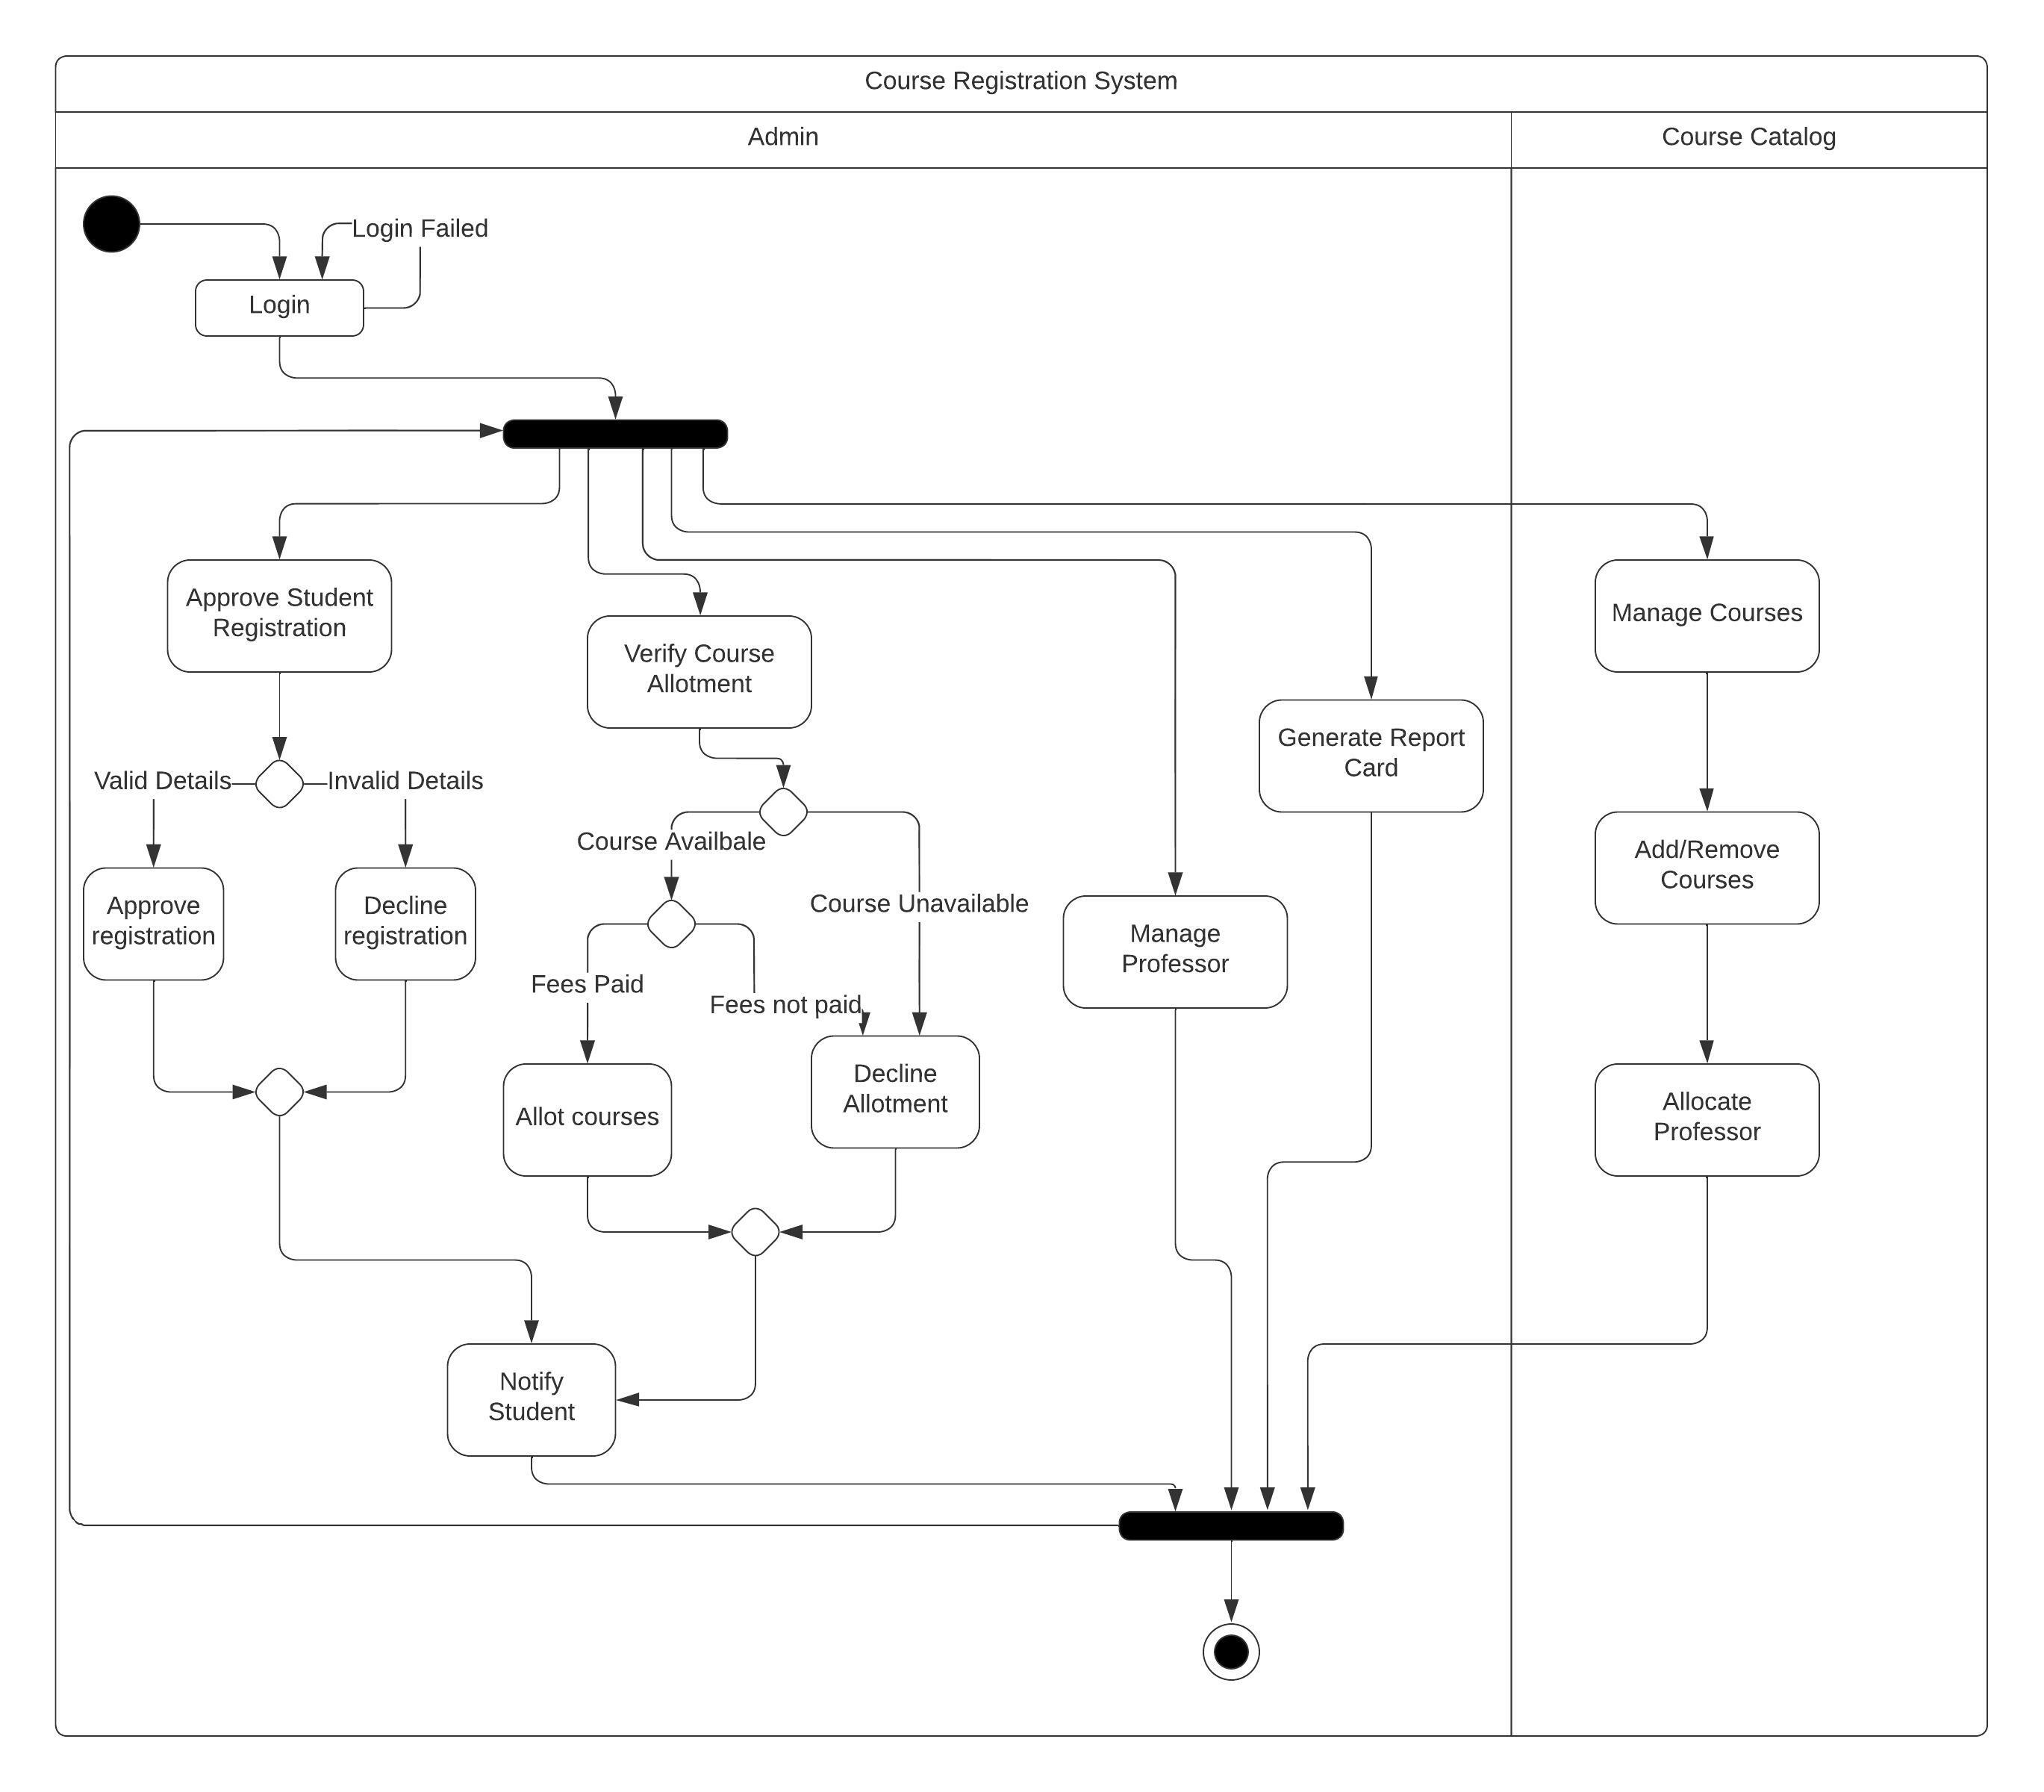 Course Registration System
Admin
Course Catalog
Login Failed
Login
Approve Student
Registration
Verify Course
Allotment
Manage Courses
Generate Report
Card
Valid Details
Invalid Details
Course Availbale
Add/Remove
Courses
Approve
registration
Decline
registration
Course Unavailable
Manage
Professor
Fees Paid
Fees not paid
Allot courses
Decline
Allotment
Allocate
Professor
Notify
Student